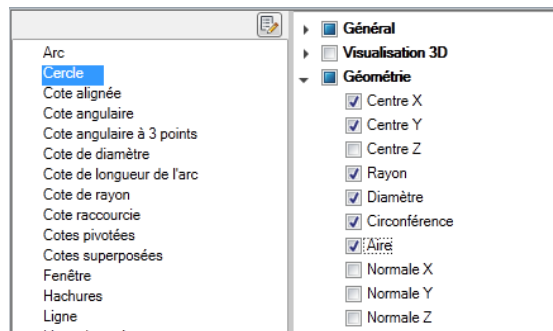 Arc
Cercle
Cote alignée
Cote angulaire
Cote angulaire à 3 points
Cote de diamètre
Cote de longueur de l'arc
Cote de rayon
Cote raccourcie
Cotes pivotées
Cotes superposées
Fenêtre
Hachures
Ligne
Général
Visualisation 3D
Géométrie
Centre X
Centre Y
Centre Z
Rayon
Diamètre
Circonférence
Aire
Normale X
Normale Y
Normale Z